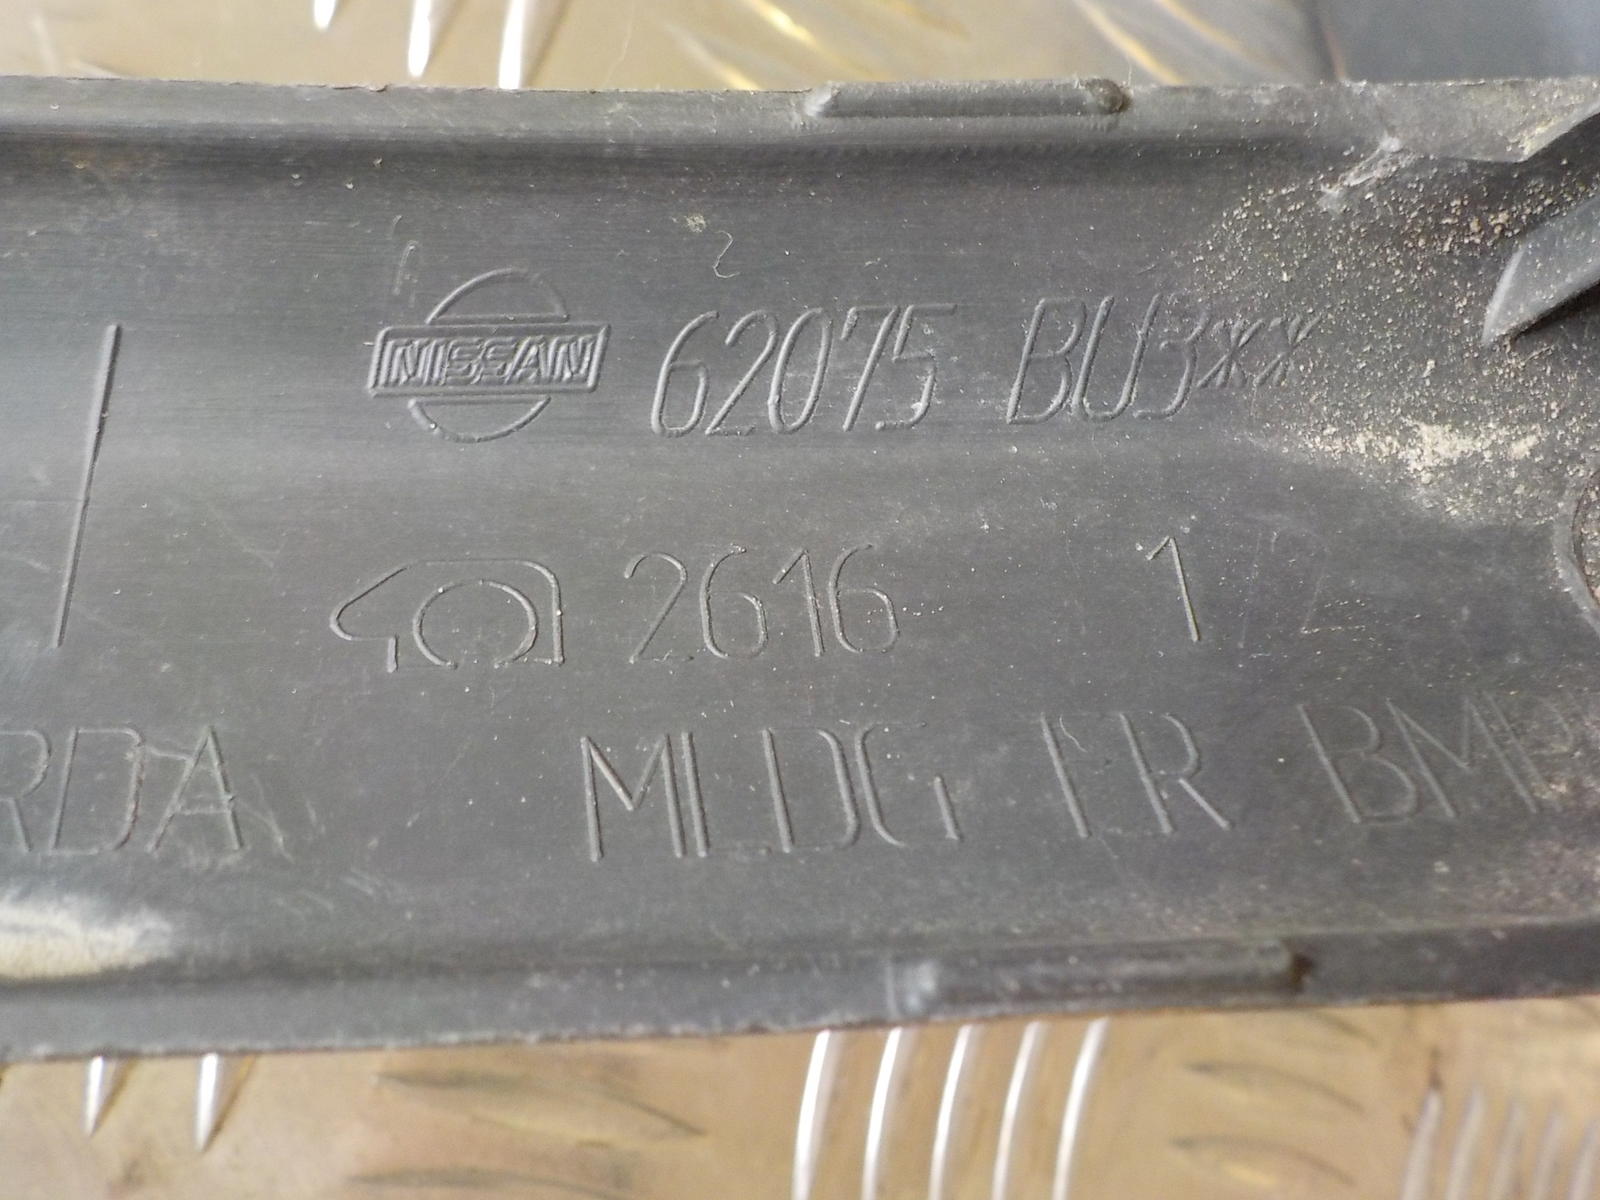 NISSAN 62075 BU3**
2616 1
RDA MLDG FR BMP